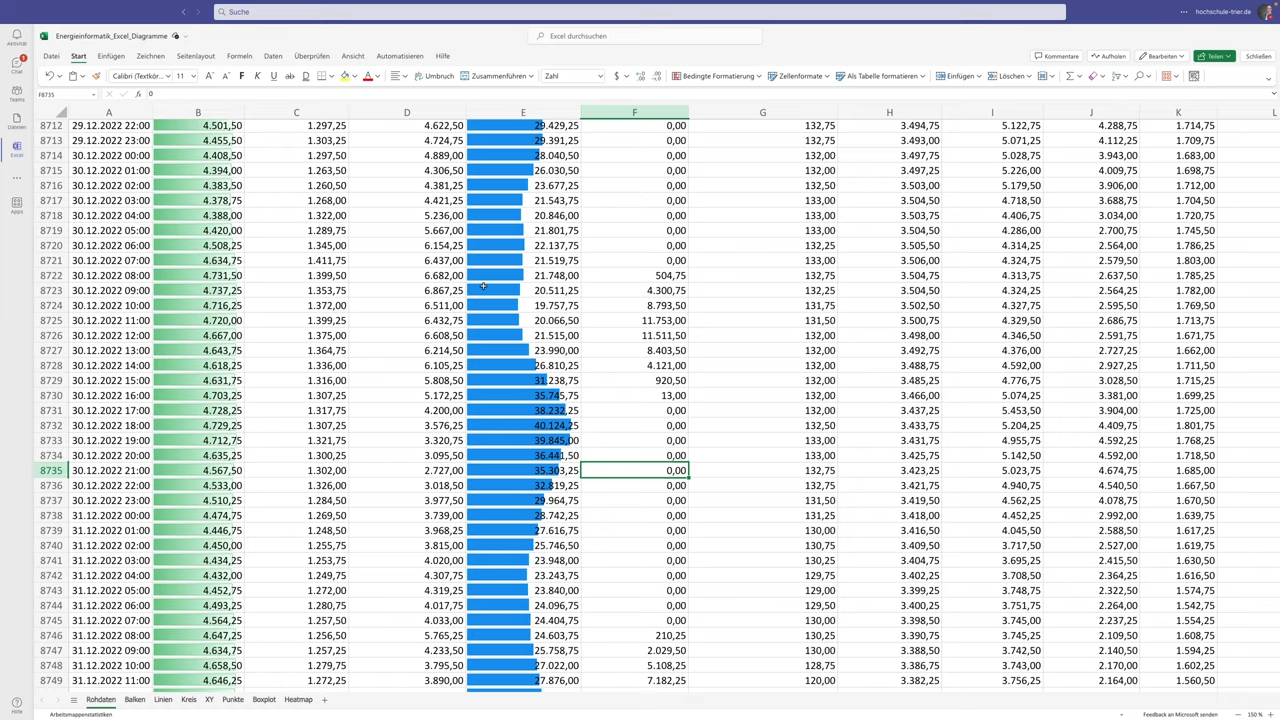 Suche
hochschule-trier.de
Energieinformatik_Excel_Diagramme
Excel durchsuchen
Datei Start Einfügen Zeichnen Seitenlayout Formeln Daten Überprüfen Ansicht Automatisieren Hilfe
Kommentare Aufholen Bearbeiten Teilen Schließen
Calibri (Textkör... 11 A A F K U ab D A Umbruch Zusammenführen Zahl $ Bedingte Formatierung Zellenformate Als Tabelle formatieren Einfügen Löschen
F8735 fx 0
Aktivität
Chat
Teams
Dateien
Excel
Apps
Hilfe
A B C D E F G H I J K L
8712 29.12.2022 22:00 4.501,50 1.297,25 4.622,50 29.429,25 0,00 132,75 3.494,75 5.122,75 4.288,75 1.714,75
8713 29.12.2022 23:00 4.455,50 1.303,25 4.724,75 29.391,25 0,00 132,75 3.493,00 5.071,25 4.112,25 1.709,75
8714 30.12.2022 00:00 4.408,50 1.297,50 4.889,00 28.040,50 0,00 132,00 3.497,75 5.028,75 3.943,00 1.683,00
8715 30.12.2022 01:00 4.394,00 1.263,50 4.306,50 26.030,50 0,00 132,00 3.497,25 5.226,00 4.009,75 1.698,75
8716 30.12.2022 02:00 4.383,50 1.260,50 4.381,25 23.677,25 0,00 132,50 3.503,00 5.179,50 3.906,00 1.712,00
8717 30.12.2022 03:00 4.378,75 1.268,00 4.421,25 21.543,75 0,00 133,00 3.504,50 4.718,50 3.688,75 1.704,50
8718 30.12.2022 04:00 4.388,00 1.322,00 5.236,00 20.846,00 0,00 133,00 3.503,75 4.406,75 3.034,00 1.720,75
8719 30.12.2022 05:00 4.420,00 1.289,75 5.667,00 21.801,75 0,00 133,00 3.504,50 4.286,00 2.700,75 1.745,50
8720 30.12.2022 06:00 4.508,25 1.345,00 6.154,25 22.137,75 0,00 132,25 3.505,50 4.314,25 2.564,00 1.786,25
8721 30.12.2022 07:00 4.634,75 1.411,75 6.437,00 21.519,75 0,00 133,00 3.506,00 4.324,25 2.579,50 1.803,00
8722 30.12.2022 08:00 4.731,50 1.399,50 6.682,00 21.748,00 504,75 132,75 3.504,75 4.313,75 2.637,50 1.785,25
8723 30.12.2022 09:00 4.737,25 1.353,75 6.867,25 20.511,25 4.300,75 132,25 3.504,50 4.324,25 2.564,25 1.782,00
8724 30.12.2022 10:00 4.716,25 1.372,00 6.511,00 19.757,75 8.793,50 131,75 3.502,50 4.327,75 2.595,50 1.769,50
8725 30.12.2022 11:00 4.720,00 1.399,25 6.432,75 20.066,50 11.753,00 131,50 3.500,75 4.329,50 2.686,75 1.713,75
8726 30.12.2022 12:00 4.667,00 1.375,00 6.608,50 21.515,00 11.511,50 132,00 3.498,00 4.346,00 2.591,75 1.671,75
8727 30.12.2022 13:00 4.643,75 1.364,75 6.214,50 23.990,00 8.403,50 132,00 3.492,75 4.376,00 2.727,25 1.662,00
8728 30.12.2022 14:00 4.618,25 1.336,00 6.105,25 26.810,25 4.121,00 132,00 3.488,75 4.592,00 2.927,25 1.711,50
8729 30.12.2022 15:00 4.631,75 1.316,00 5.808,50 31.238,75 920,50 132,00 3.485,25 4.776,75 3.028,50 1.715,25
8730 30.12.2022 16:00 4.703,25 1.307,25 5.172,25 35.745,75 13,00 132,00 3.466,00 5.074,25 3.381,00 1.699,25
8731 30.12.2022 17:00 4.728,25 1.317,75 4.200,00 38.232,25 0,00 132,00 3.437,25 5.453,50 3.904,00 1.725,00
8732 30.12.2022 18:00 4.729,25 1.307,25 3.576,25 40.124,25 0,00 132,50 3.433,75 5.204,25 4.409,75 1.801,75
8733 30.12.2022 19:00 4.712,75 1.321,75 3.320,75 39.845,00 0,00 133,00 3.431,75 4.955,75 4.592,25 1.768,25
8734 30.12.2022 20:00 4.635,25 1.300,25 3.095,50 36.441,50 0,00 133,00 3.425,25 5.142,50 4.592,00 1.718,50
8735 30.12.2022 21:00 4.567,50 1.302,00 2.727,00 35.303,25 0,00 132,75 3.423,25 5.023,75 4.674,75 1.685,00
8736 30.12.2022 22:00 4.533,00 1.326,00 3.018,50 32.819,25 0,00 132,75 3.421,75 4.940,75 4.540,50 1.667,50
8737 30.12.2022 23:00 4.510,25 1.284,50 3.977,50 29.964,75 0,00 131,50 3.419,50 4.562,25 4.078,75 1.670,50
8738 31.12.2022 00:00 4.474,75 1.269,50 3.739,00 28.742,25 0,00 131,25 3.418,00 4.452,25 2.992,00 1.639,75
8739 31.12.2022 01:00 4.446,75 1.248,50 3.968,25 27.616,75 0,00 130,25 3.416,50 4.045,50 2.588,50 1.617,25
8740 31.12.2022 02:00 4.450,00 1.255,75 3.815,00 25.746,50 0,00 130,75 3.409,50 3.717,50 2.527,00 1.619,75
8741 31.12.2022 03:00 4.434,25 1.253,75 4.020,00 23.948,00 0,00 130,25 3.404,75 3.695,25 2.415,50 1.630,50
8742 31.12.2022 04:00 4.432,00 1.249,75 4.307,75 23.243,75 0,00 129,75 3.402,25 3.708,50 2.364,25 1.616,50
8743 31.12.2022 05:00 4.452,75 1.272,00 4.319,25 23.840,00 0,00 129,00 3.399,25 3.748,75 2.322,50 1.574,75
8744 31.12.2022 06:00 4.493,25 1.280,75 4.017,75 24.096,75 0,00 129,50 3.400,25 3.751,75 2.264,00 1.542,75
8745 31.12.2022 07:00 4.564,25 1.257,50 4.033,00 24.404,75 0,00 130,00 3.398,50 3.745,00 2.237,25 1.554,25
8746 31.12.2022 08:00 4.647,25 1.256,50 5.765,25 24.603,75 210,25 130,25 3.390,75 3.745,25 2.109,50 1.608,75
8747 31.12.2022 09:00 4.634,75 1.257,25 4.233,50 25.758,75 2.029,50 130,00 3.388,50 3.742,75 2.140,50 1.594,25
8748 31.12.2022 10:00 4.658,50 1.279,75 3.795,50 27.022,00 5.108,25 128,75 3.386,75 3.743,00 2.170,00 1.602,25
8749 31.12.2022 11:00 4.646,25 1.272,25 3.890,00 27.876,00 7.182,25 120,00 3.382,25 3.756,25 2.164,00 1.560,50
Rohdaten Balken Linien Kreis XY Punkte Boxplot Heatmap
Arbeitsmappenstatistiken Feedback an Microsoft senden 150 %